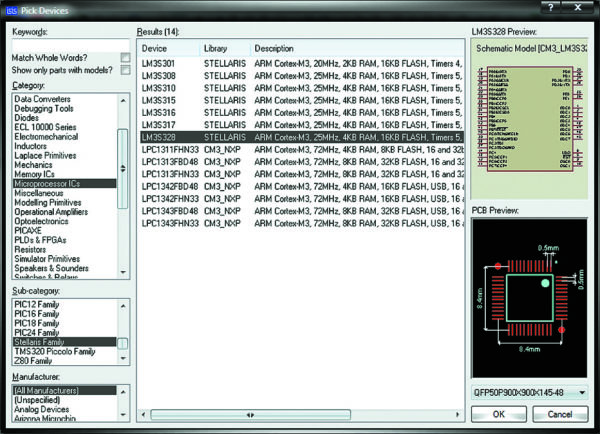 isis Pick Devices
Keywords:
Match Whole Words?
Show only parts with models?
Category:
Data Converters
Debugging Tools
Diodes
ECL 10000 Series
Electromechanical
Inductors
Laplace Primitives
Mechanics
Memory ICs
Microprocessor ICs
Miscellaneous
Modelling Primitives
Operational Amplifiers
Optoelectronics
PICAXE
PLDs & FPGAs
Resistors
Simulator Primitives
Speakers & Sounders
Switches & Relays
Sub-category:
PIC12 Family
PIC16 Family
PIC18 Family
PIC24 Family
Stellaris Family
TMS320 Piccolo Family
Z80 Family
Manufacturer:
(All Manufacturers)
(Unspecified)
Analog Devices
Arizona Microchip
Results (14):
Device Library Description
LM3S301 STELLARIS ARM Cortex-M3, 20MHz, 2KB RAM, 16KB FLASH, Timers 4,
LM3S308 STELLARIS ARM Cortex-M3, 25MHz, 4KB RAM, 16KB FLASH, Timers 5,
LM3S310 STELLARIS ARM Cortex-M3, 25MHz, 4KB RAM, 16KB FLASH, Timers 5,
LM3S315 STELLARIS ARM Cortex-M3, 25MHz, 4KB RAM, 16KB FLASH, Timers 5,
LM3S316 STELLARIS ARM Cortex-M3, 25MHz, 4KB RAM, 16KB FLASH, Timers 5,
LM3S317 STELLARIS ARM Cortex-M3, 25MHz, 4KB RAM, 16KB FLASH, Timers 5,
LM3S328 STELLARIS ARM Cortex-M3, 25MHz, 4KB RAM, 16KB FLASH, Timers 5,
LPC1311FHN33 CM3_NXP ARM Cortex-M3, 72MHz, 4KB RAM, 8KB FLASH, 16 and 32
LPC1313FBD48 CM3_NXP ARM Cortex-M3, 72MHz, 8KB RAM, 32KB FLASH, 16 and 32
LPC1313FHN33 CM3_NXP ARM Cortex-M3, 72MHz, 8KB RAM, 32KB FLASH, 16 and 32
LPC1342FBD48 CM3_NXP ARM Cortex-M3, 72MHz, 4KB RAM, 16KB FLASH, USB, 16 a
LPC1342FHN33 CM3_NXP ARM Cortex-M3, 72MHz, 4KB RAM, 16KB FLASH, USB, 16 a
LPC1343FBD48 CM3_NXP ARM Cortex-M3, 72MHz, 8KB RAM, 32KB FLASH, USB, 16 a
LPC1343FHN33 CM3_NXP ARM Cortex-M3, 72MHz, 8KB RAM, 32KB FLASH, USB, 16 a
LM3S328 Preview:
Schematic Model [CM3_LM3S32
PCB Preview:
0.5mm
0.5mm
8.4mm
8.4mm
QFP50P900X900X145-48
OK Cancel